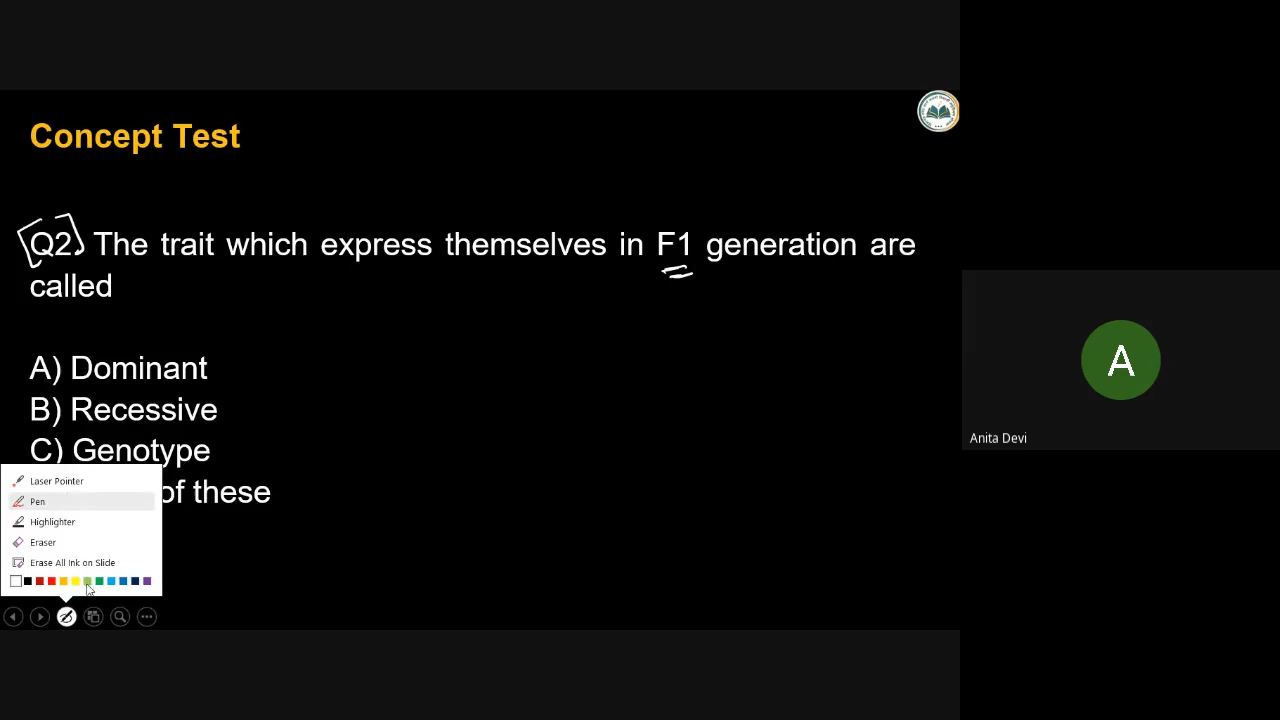 Concept Test
Q2. The trait which express themselves in F1 generation are
called
A) Dominant
B) Recessive
C) Genotype
of these
Laser Pointer
Pen
Highlighter
Eraser
Erase All Ink on Slide
A
Anita Devi